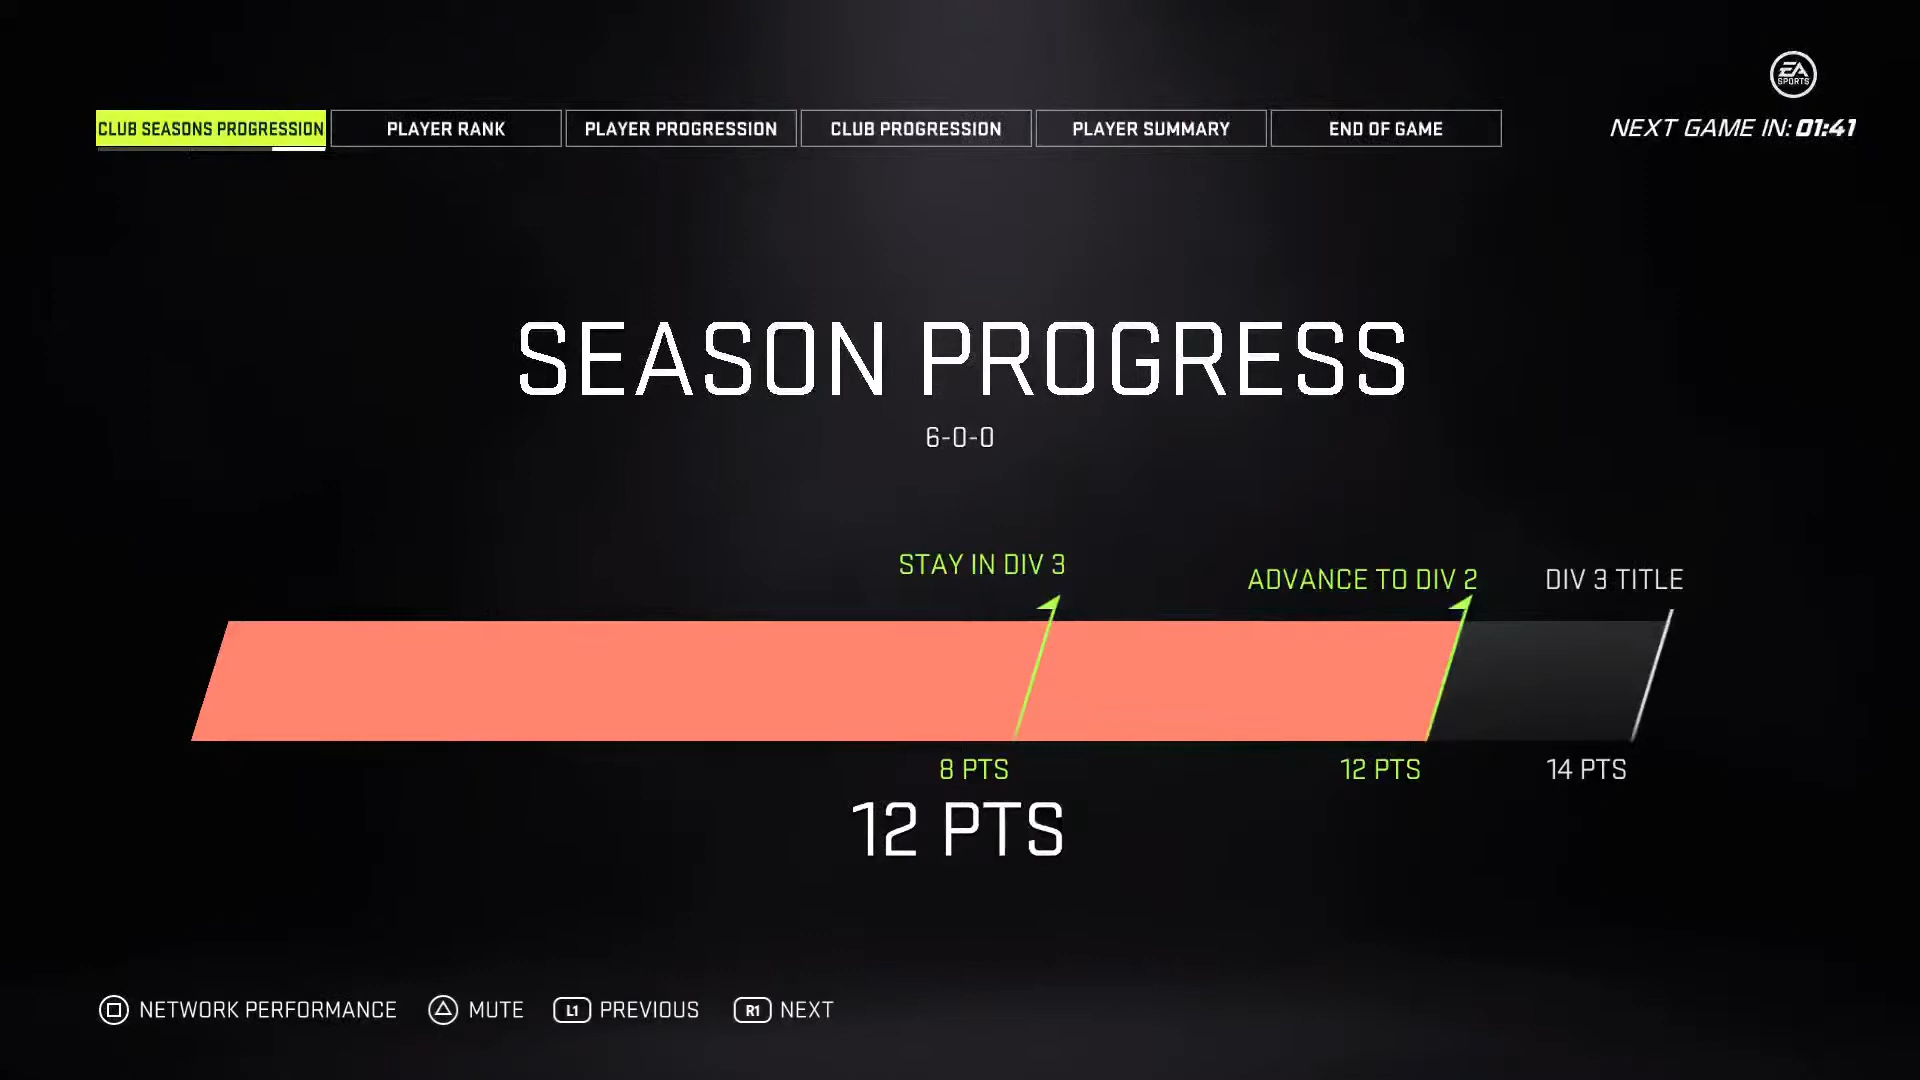 EA
SPORTS
CLUB SEASONS PROGRESSION
PLAYER RANK
PLAYER PROGRESSION
CLUB PROGRESSION
PLAYER SUMMARY
END OF GAME
NEXT GAME IN: 01:41
SEASON PROGRESS
6-0-0
STAY IN DIV 3
ADVANCE TO DIV 2
DIV 3 TITLE
8 PTS
12 PTS
14 PTS
12 PTS
NETWORK PERFORMANCE
MUTE
L1 PREVIOUS
R1 NEXT